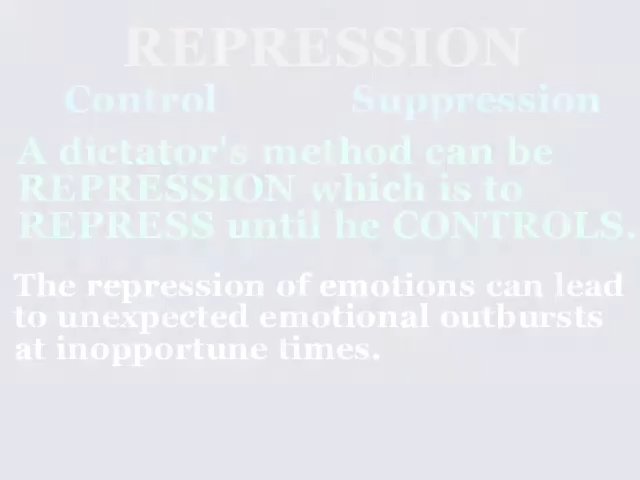 REPRESSION
Control Suppression
A dictator's method can be
REPRESSION which is to
REPRESS until he CONTROLS.
The repression of emotions can lead
to unexpected emotional outbursts
at inopportune times.